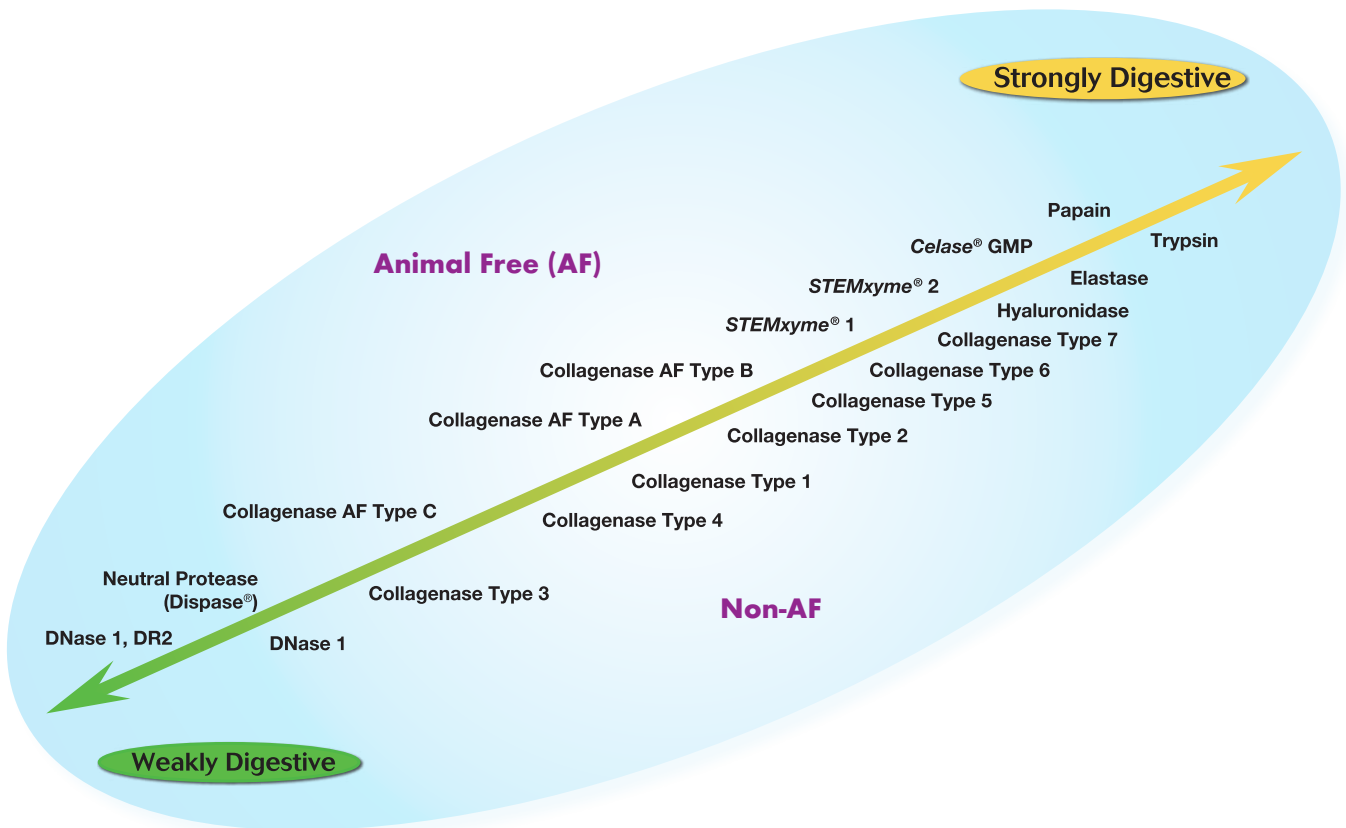 Strongly Digestive
Papain
Trypsin
Celase® GMP
Animal Free (AF)
Elastase
STEMxyme® 2
Hyaluronidase
STEMxyme® 1
Collagenase Type 7
Collagenase AF Type B
Collagenase Type 6
Collagenase Type 5
Collagenase AF Type A
Collagenase Type 2
Collagenase Type 1
Collagenase AF Type C
Collagenase Type 4
Neutral Protease
(Dispase®)
Collagenase Type 3
Non-AF
DNase 1, DR2
DNase 1
Weakly Digestive